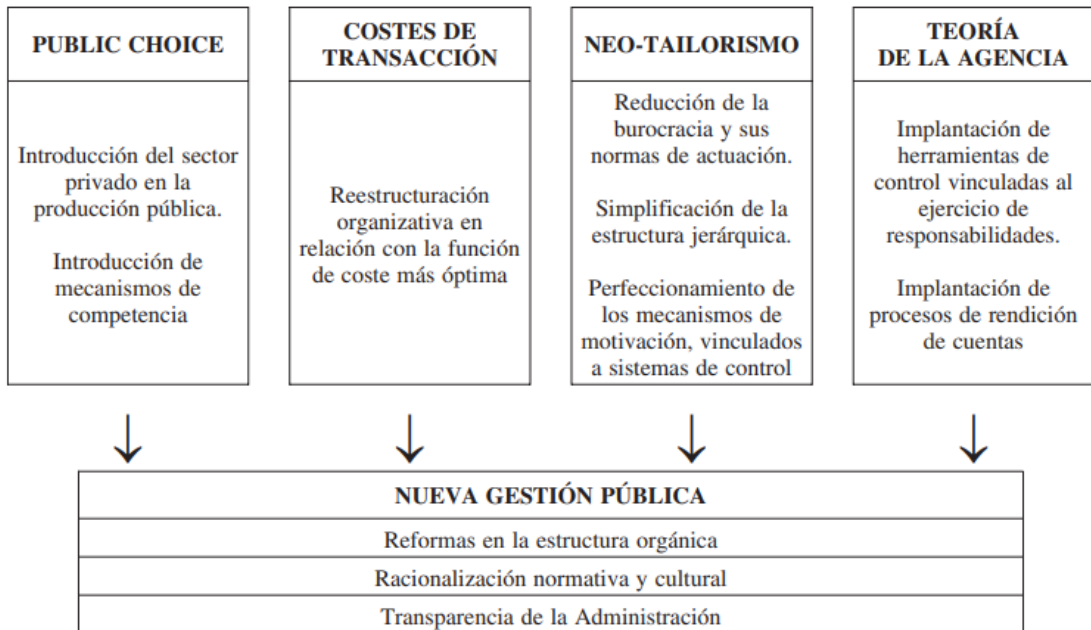 PUBLIC CHOICE
Introducción del sector
privado en la
producción pública.
Introducción de
mecanismos de
competencia
COSTES DE
TRANSACCIÓN
Reestructuración
organizativa en
relación con la función
de coste más óptima
NEO-TAILORISMO
Reducción de la
burocracia y sus
normas de actuación.
Simplificación de la
estructura jerárquica.
Perfeccionamiento de
los mecanismos de
motivación, vinculados
a sistemas de control
TEORÍA
DE LA AGENCIA
Implantación de
herramientas de
control vinculadas al
ejercicio de
responsabilidades.
Implantación de
procesos de rendición
de cuentas
NUEVA GESTIÓN PÚBLICA
Reformas en la estructura orgánica
Racionalización normativa y cultural
Transparencia de la Administración